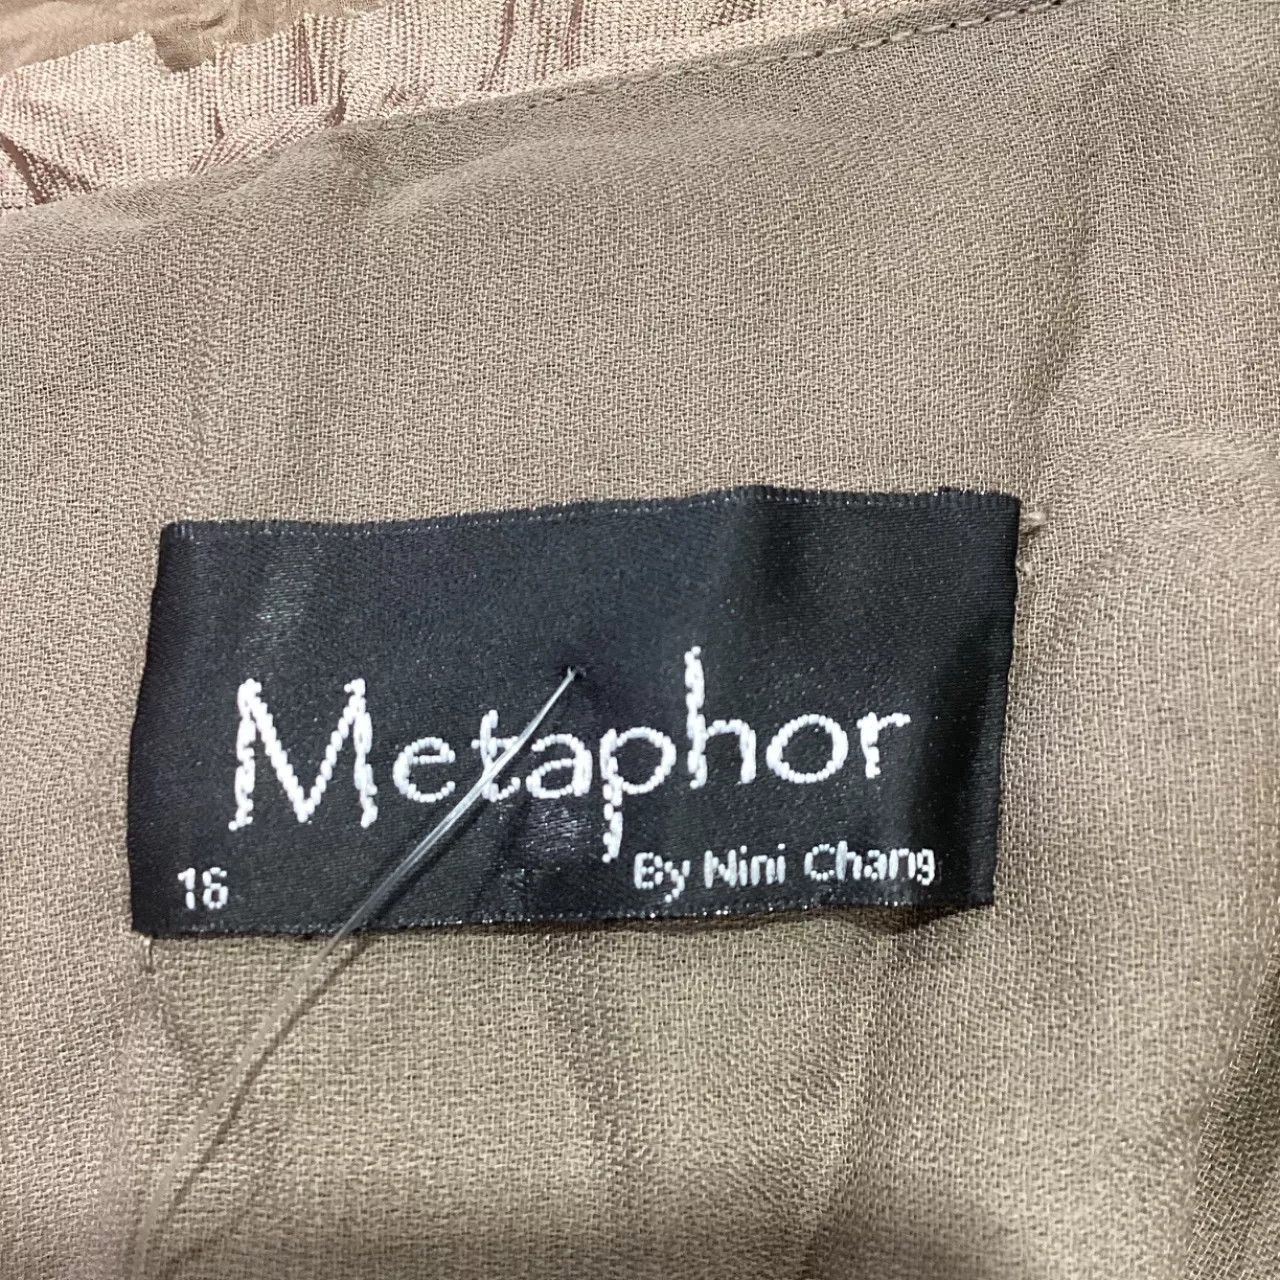 Metaphor
By Nini Chang
16